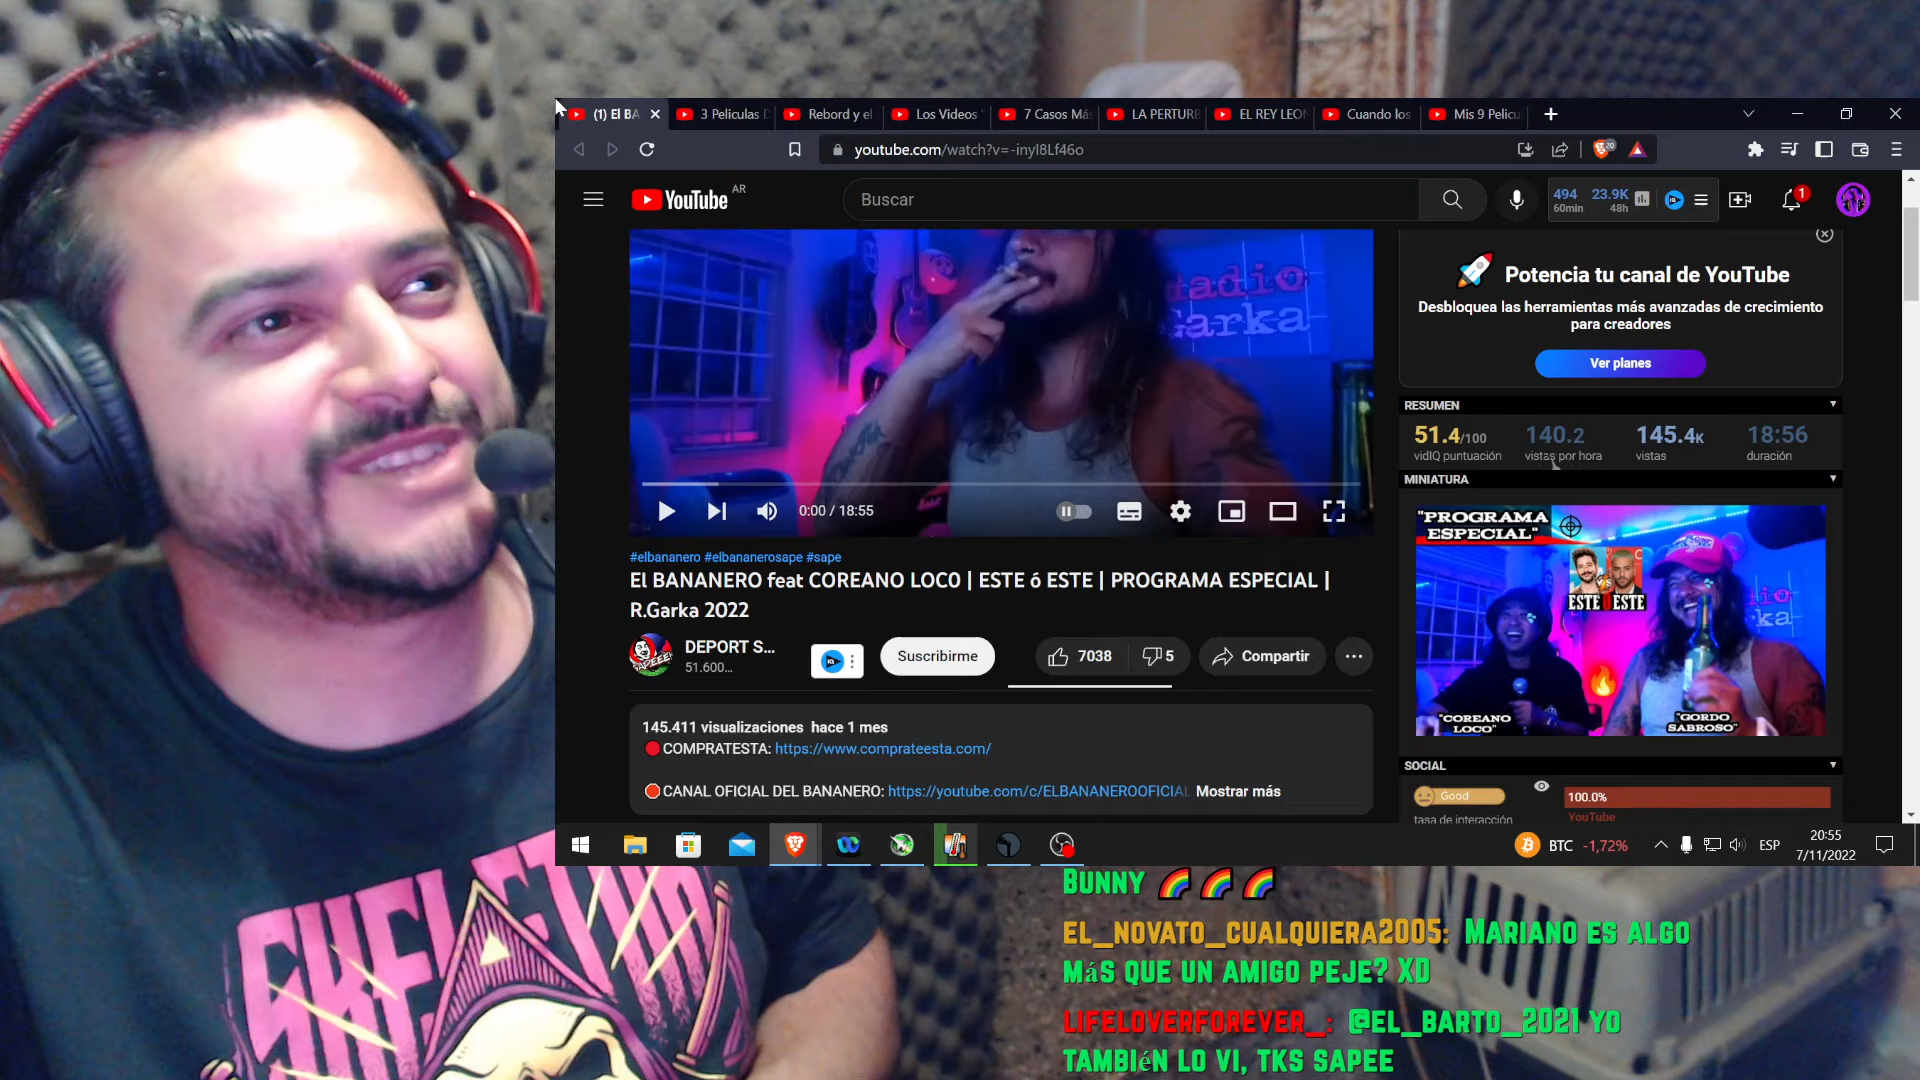 (1) El BA
3 Peliculas D
Rebord y el
Los Videos "
7 Casos Más
LA PERTURB
EL REY LEON
Cuando los
Mis 9 Pelicu
youtube.com/watch?v=-inyI8Lf46o
20
YouTube AR
Buscar
494 23.9K
60min 48h
1
Radio
Garka
Potencia tu canal de YouTube
Desbloquea las herramientas más avanzadas de crecimiento
para creadores
Ver planes
RESUMEN
51.4/100 140.2 145.4K 18:56
vidIQ puntuación vistas por hora vistas duración
MINIATURA
"PROGRAMA
ESPECIAL"
ESTE O ESTE
"COREANO
LOCO"
"GORDO
SABROSO"
0:00 / 18:55
#elbananero #elbananerosape #sape
El BANANERO feat COREANO LOCO | ESTE ó ESTE | PROGRAMA ESPECIAL |
R.Garka 2022
SAPEEE!
DEPORT S...
51.600...
IQ
Suscribirme
7038
5
Compartir
145.411 visualizaciones hace 1 mes
COMPRATESTA: https://www.comprateesta.com/
CANAL OFICIAL DEL BANANERO: https://youtube.com/c/ELBANANEROOFICIAL Mostrar más
SOCIAL
Good
tasa de interacción
100.0%
YouTube
BTC -1,72%
ESP
20:55
7/11/2022
BUNNY 🌈🌈🌈
EL_NOVATO_CUALQUIERA2005: MARIANO ES ALGO
MáS QUE UN AMIGO PEJE? XD
LIFELOVERFOREVER_: @EL_BARTO_2021 YO
TAMBIéN LO VI, TKS SAPEE